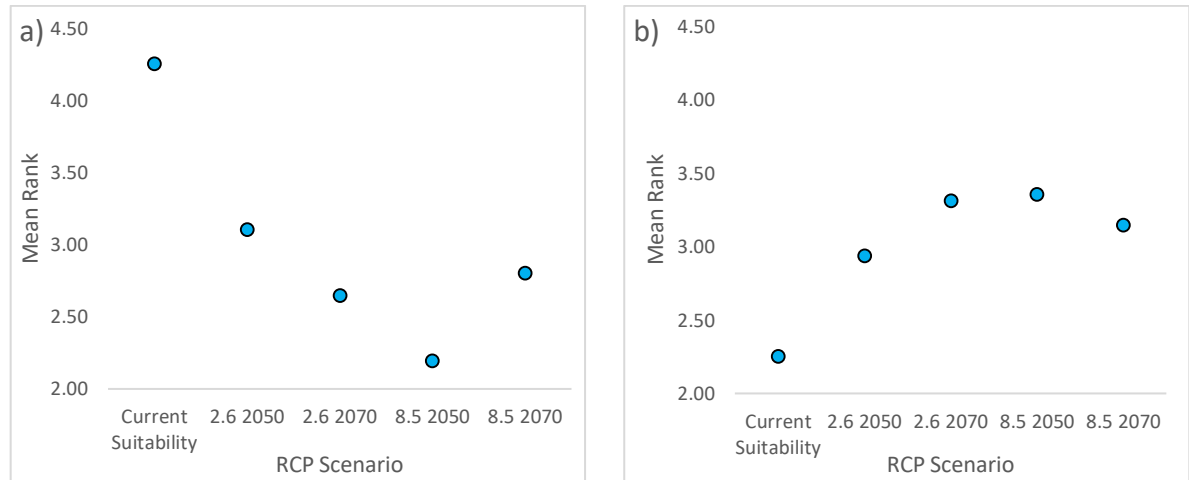 a)
4.50
4.00
3.50
3.00
2.50
2.00
Mean Rank
Current
Suitability
2.6 2050
2.6 2070
8.5 2050
8.5 2070
RCP Scenario
b)
4.50
4.00
3.50
3.00
2.50
2.00
Mean Rank
Current
Suitability
2.6 2050
2.6 2070
8.5 2050
8.5 2070
RCP Scenario